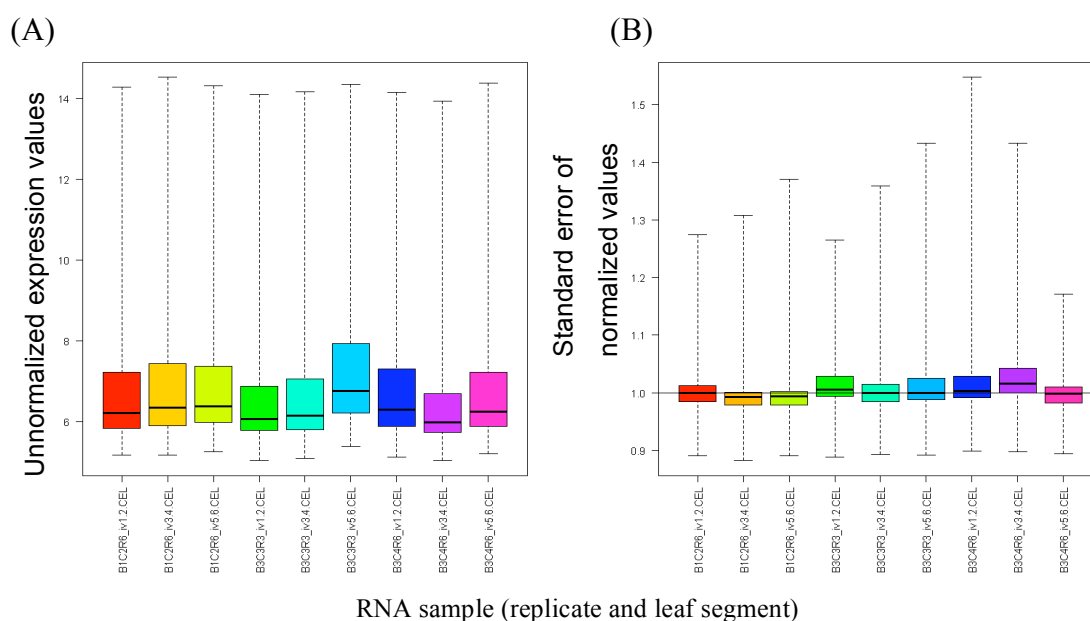 (A)
(B)
Unnormalized expression values
14
12
10
8
6
B1C2R6_iv1.2.CEL
B1C2R6_iv3.4.CEL
B1C2R6_iv5.6.CEL
B3C3R3_iv1.2.CEL
B3C3R3_iv3.4.CEL
B3C3R3_iv5.6.CEL
B3C4R6_iv1.2.CEL
B3C4R6_iv3.4.CEL
B3C4R6_iv5.6.CEL
Standard error of
normalized values
1.5
1.4
1.3
1.2
1.1
1.0
0.9
B1C2R6_iv1.2.CEL
B1C2R6_iv3.4.CEL
B1C2R6_iv5.6.CEL
B3C3R3_iv1.2.CEL
B3C3R3_iv3.4.CEL
B3C3R3_iv5.6.CEL
B3C4R6_iv1.2.CEL
B3C4R6_iv3.4.CEL
B3C4R6_iv5.6.CEL
RNA sample (replicate and leaf segment)